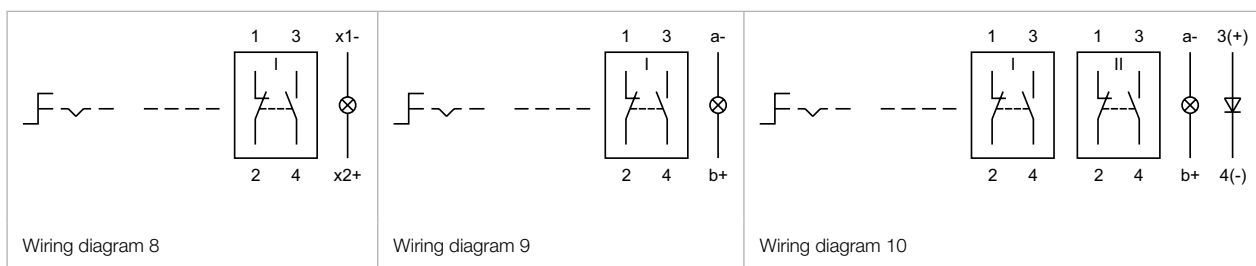 1 3 x1-
I
2 4 x2+
Wiring diagram 8
1 3 a-
I
2 4 b+
Wiring diagram 9
1 3 1 3 a- 3(+)
I II
2 4 2 4 b+ 4(-)
Wiring diagram 10